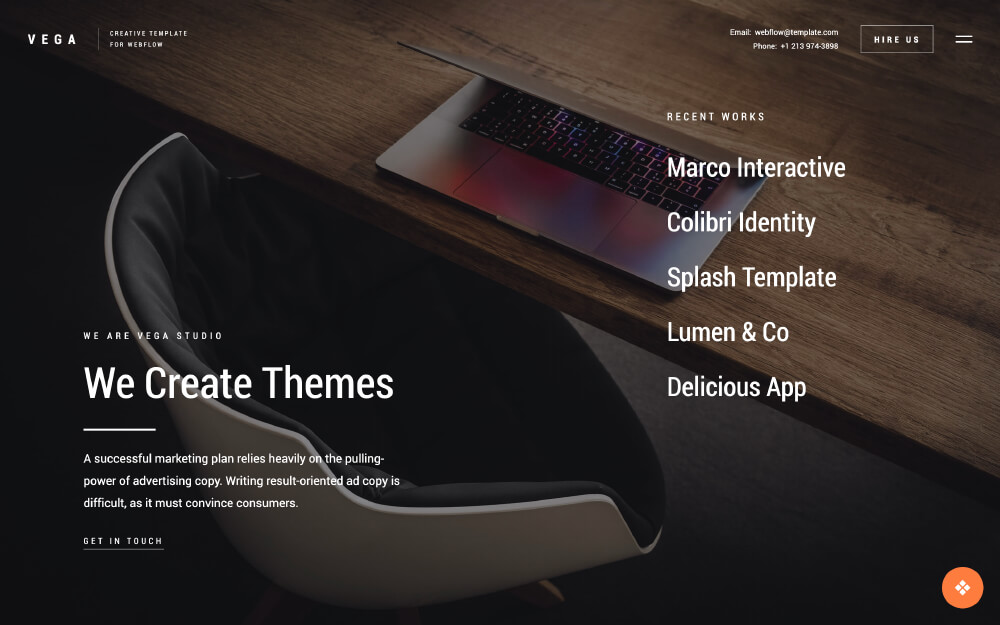 VEGA
CREATIVE TEMPLATE
FOR WEBFLOW
Email: webflow@template.com
Phone: +1 213 974-3898
HIRE US
RECENT WORKS
Marco Interactive
Colibri Identity
Splash Template
Lumen & Co
Delicious App
WE ARE VEGA STUDIO
We Create Themes
A successful marketing plan relies heavily on the pulling-
power of advertising copy. Writing result-oriented ad copy is
difficult, as it must convince consumers.
GET IN TOUCH